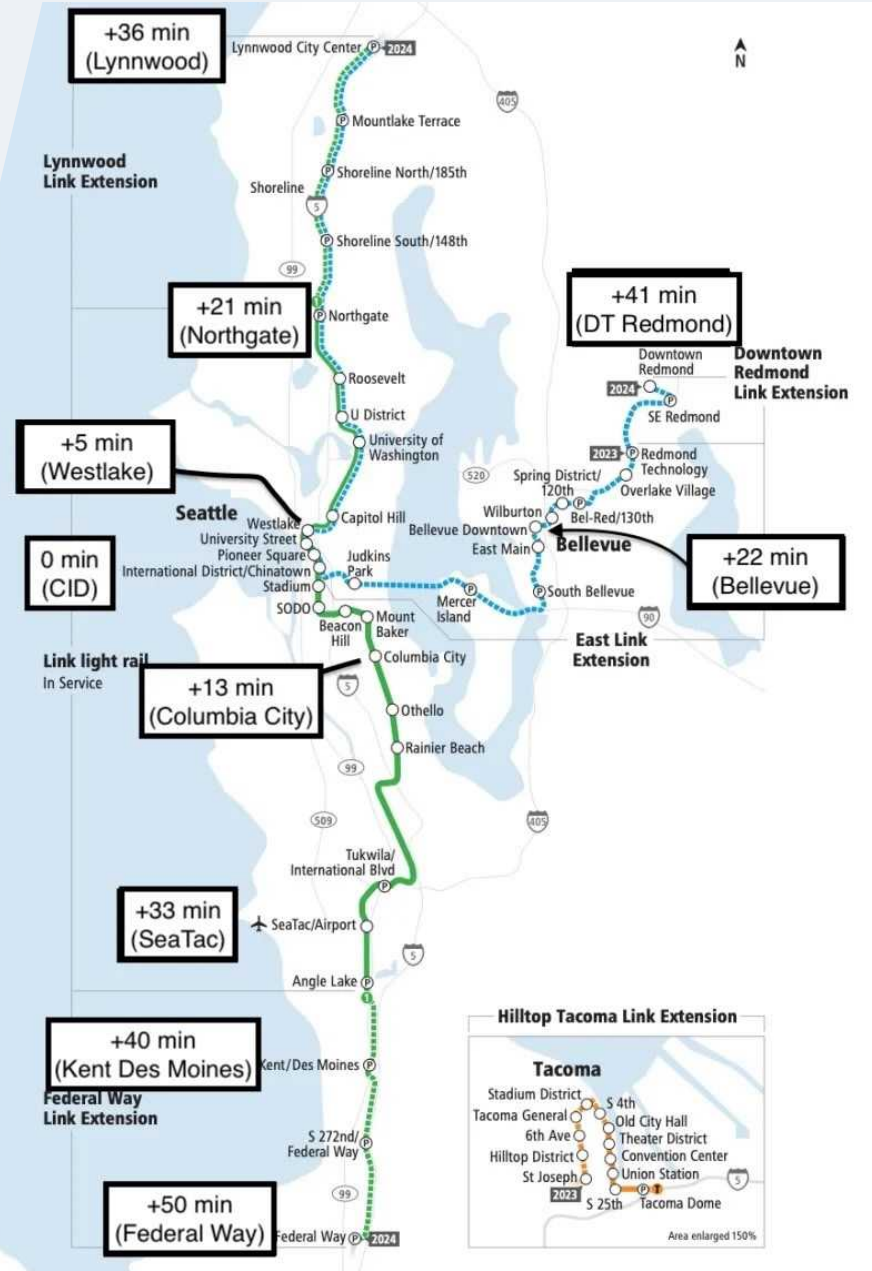 +36 min
(Lynnwood)
Lynnwood City Center P 2024
N
405
P Mountlake Terrace
Lynnwood
Link Extension
P Shoreline North/185th
Shoreline
5
P Shoreline South/148th
99
+21 min
(Northgate)
1
P Northgate
+41 min
(DT Redmond)
Downtown
Redmond
2024
Downtown
Redmond
Link Extension
P
SE Redmond
Roosevelt
U District
University of
Washington
+5 min
(Westlake)
2023 P Redmond
Technology
520
Spring District/
120th
P
Overlake Village
Seattle
Westlake
Capitol Hill
Wilburton
Bel-Red/130th
University Street
Bellevue Downtown
Bellevue
Pioneer Square
East Main
0 min
(CID)
International District/Chinatown
Judkins
Park
+22 min
(Bellevue)
Stadium
P
Mercer
Island
P South Bellevue
SODO
Beacon
Hill
Mount
Baker
90
East Link
Extension
Link light rail
In Service
Columbia City
+13 min
(Columbia City)
5
Othello
Rainier Beach
99
509
405
Tukwila/
International Blvd
P
+33 min
(SeaTac)
SeaTac/Airport
5
Angle Lake P
1
+40 min
(Kent Des Moines)
Kent/Des Moines P
Federal Way
Link Extension
S 272nd/
Federal Way
P
99
+50 min
(Federal Way)
Federal Way P 2024
Hilltop Tacoma Link Extension
Tacoma
Stadium District
S 4th
Tacoma General
Old City Hall
6th Ave
Theater District
Hilltop District
Convention Center
St Joseph
Union Station
5
2023
S 25th
P T
Tacoma Dome
Area enlarged 150%